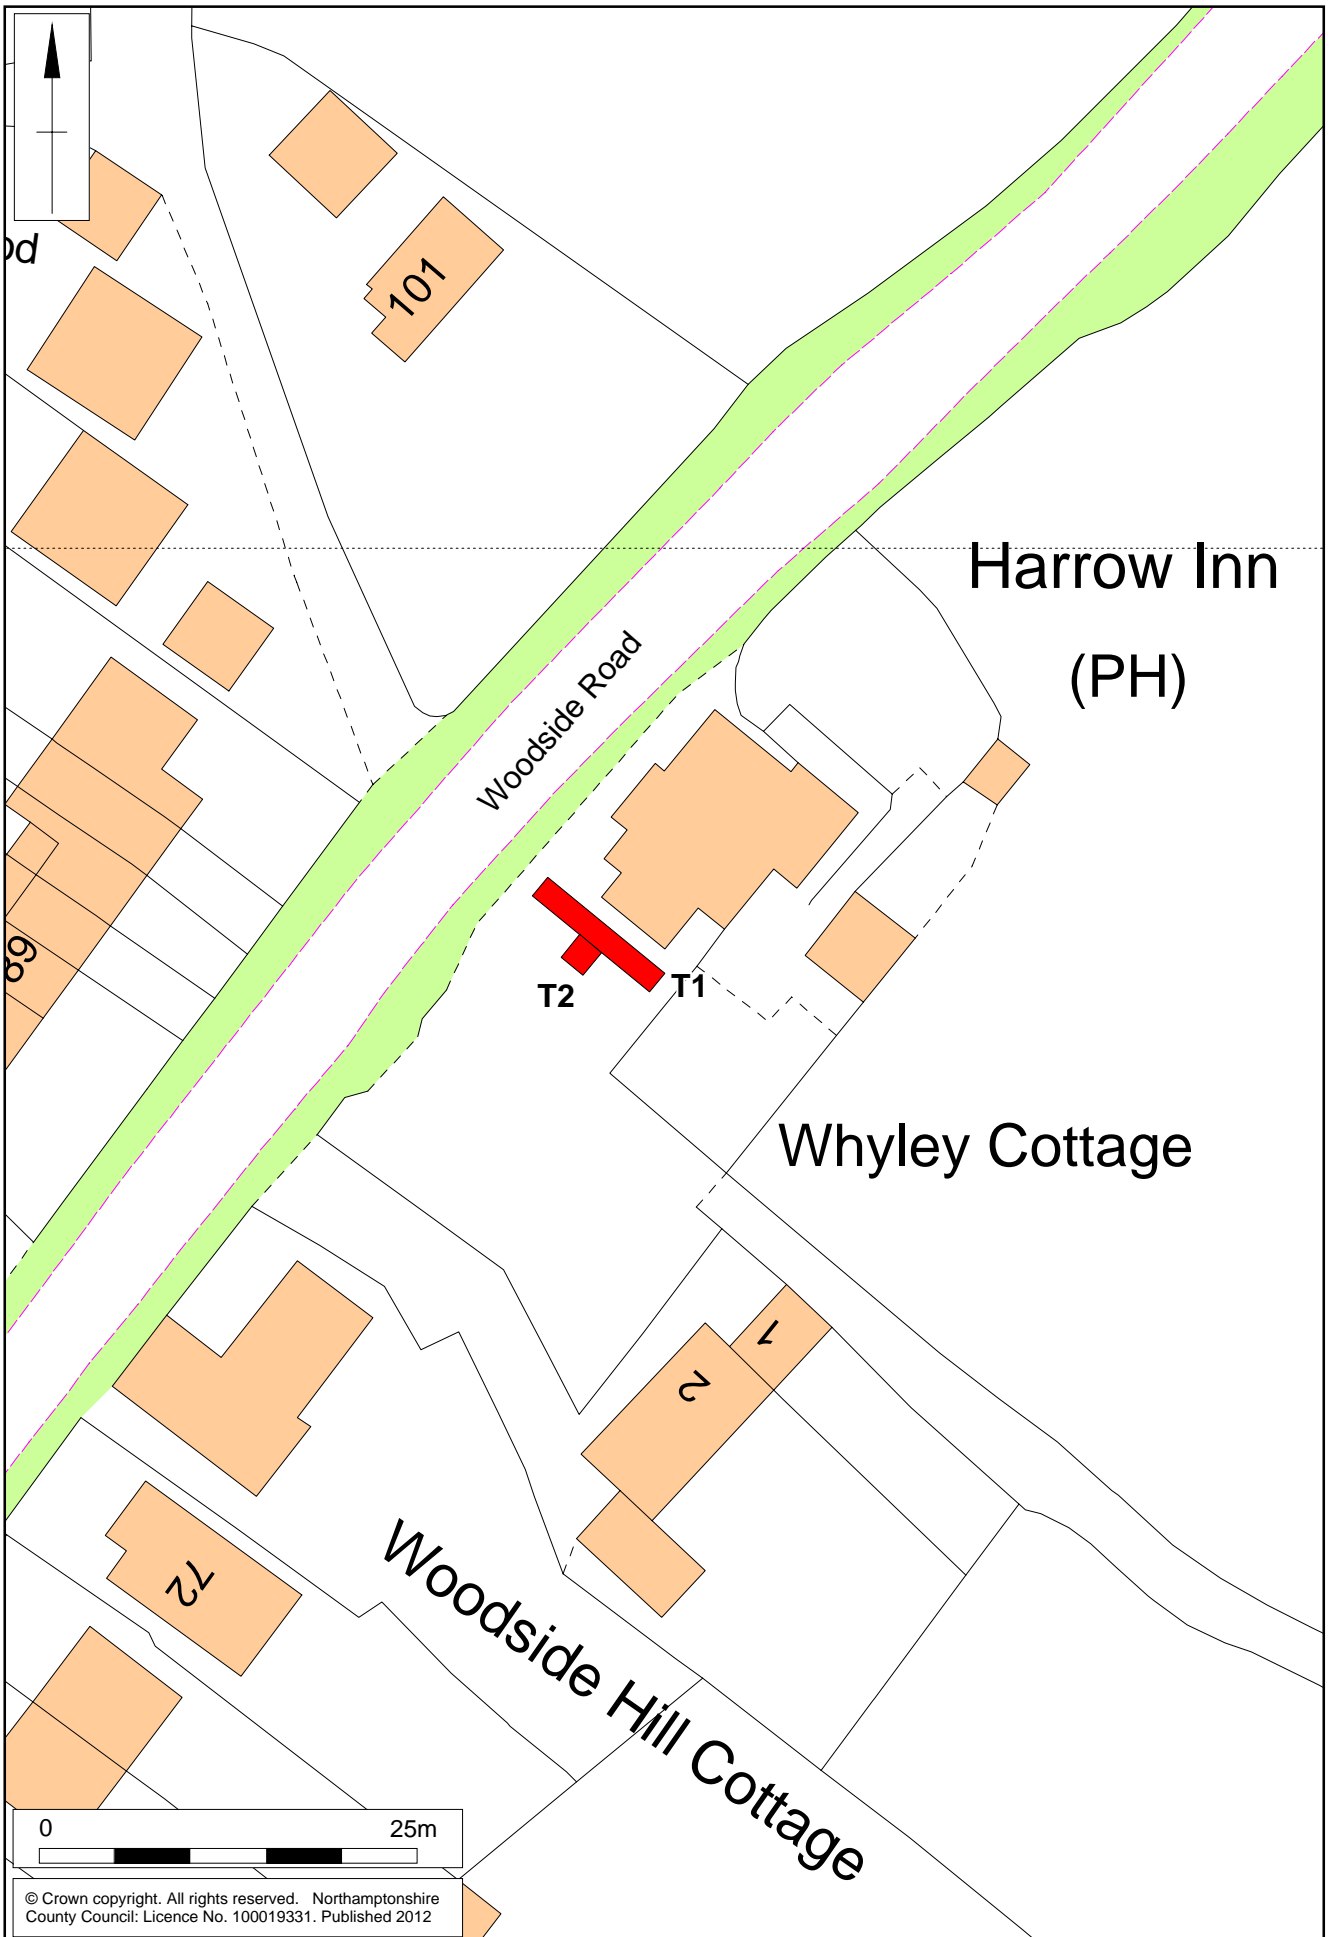 101
Harrow Inn
(PH)
Woodside Road
89
T1
T2
Whyley Cottage
1
2
72
Woodside Hill Cottage
0 25m
© Crown copyright. All rights reserved. Northamptonshire
County Council: Licence No. 100019331. Published 2012